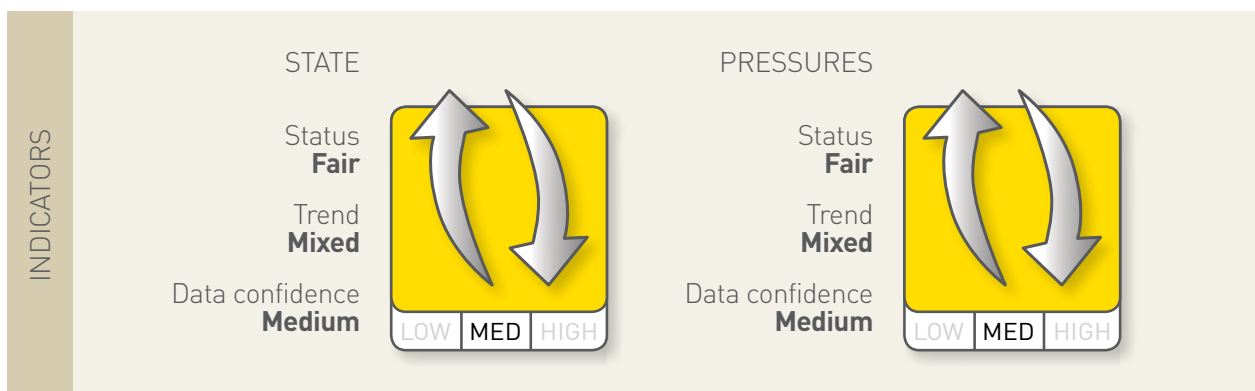 INDICATORS
STATE
Status
Fair
Trend
Mixed
Data confidence
Medium
LOW MED HIGH
PRESSURES
Status
Fair
Trend
Mixed
Data confidence
Medium
LOW MED HIGH